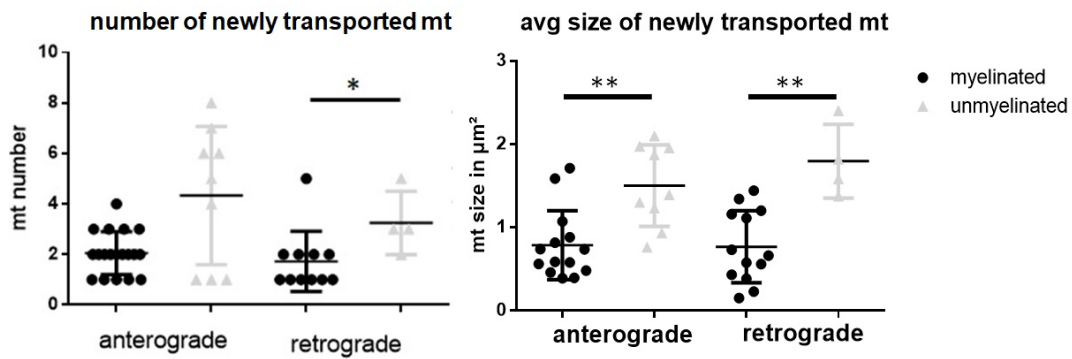 number of newly transported mt
10
8
6
4
2
0
mt number
*
anterograde
retrograde
avg size of newly transported mt
3
2
1
0
mt size in µm²
**
**
anterograde
retrograde
myelinated
unmyelinated